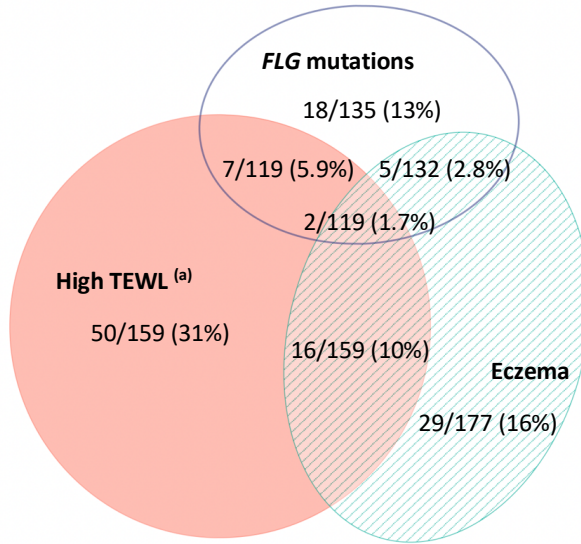 FLG mutations
18/135 (13%)
7/119 (5.9%)
5/132 (2.8%)
2/119 (1.7%)
High TEWL (a)
50/159 (31%)
16/159 (10%)
Eczema
29/177 (16%)